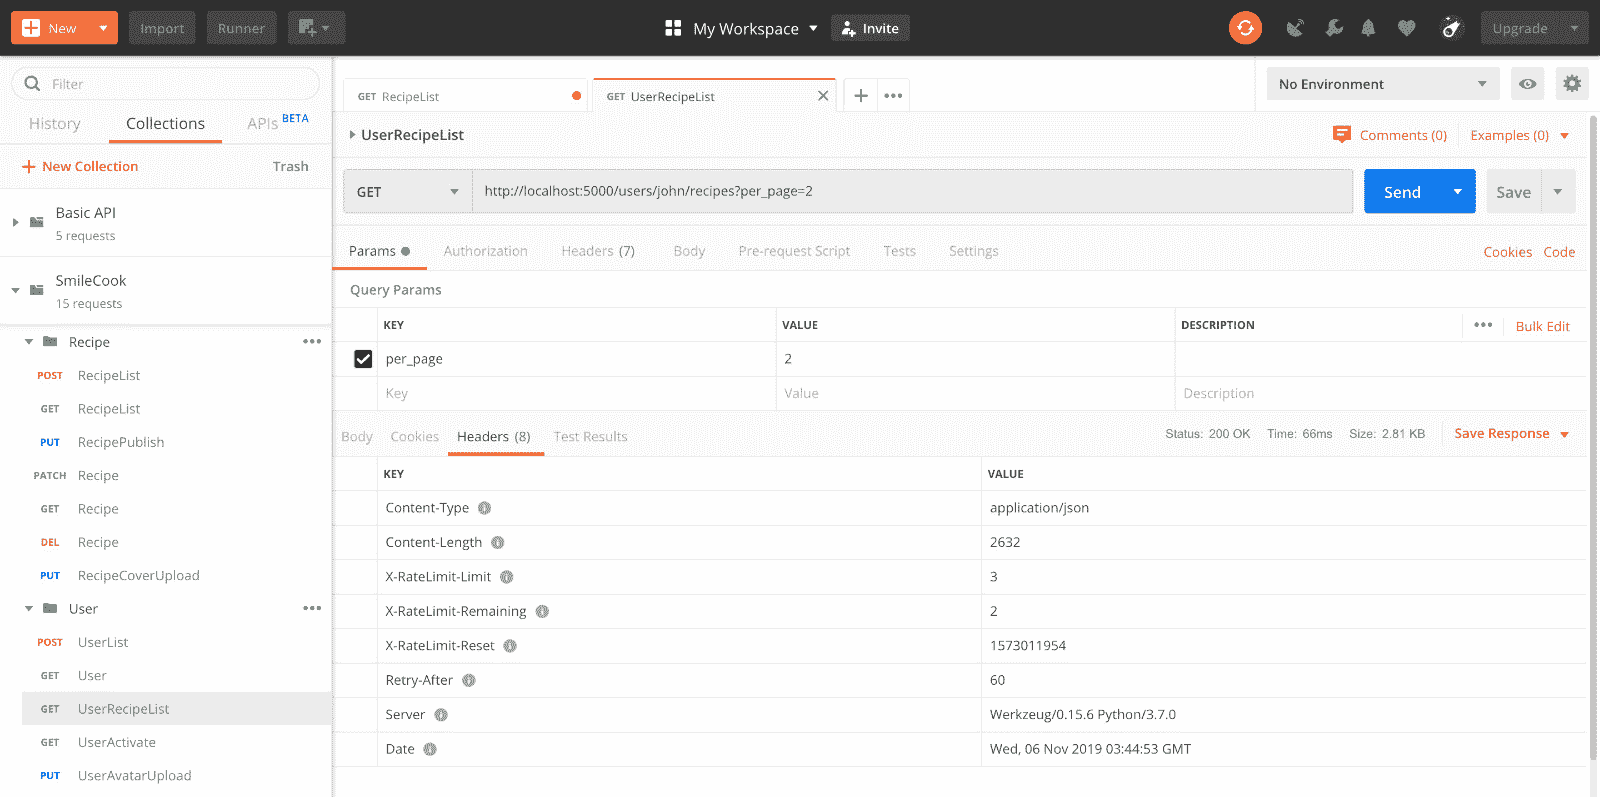 New Import Runner My Workspace Invite Upgrade
Filter
History Collections APIs BETA
New Collection Trash
Basic API
5 requests
SmileCook
15 requests
Recipe
POST RecipeList
GET RecipeList
PUT RecipePublish
PATCH Recipe
GET Recipe
DEL Recipe
PUT RecipeCoverUpload
User
POST UserList
GET User
GET UserRecipeList
GET UserActivate
PUT UserAvatarUpload
GET RecipeList GET UserRecipeList No Environment
UserRecipeList Comments (0) Examples (0)
GET http://localhost:5000/users/john/recipes?per_page=2 Send Save
Params Authorization Headers (7) Body Pre-request Script Tests Settings Cookies Code
Query Params
KEY VALUE DESCRIPTION Bulk Edit
per_page 2
Key Value Description
Body Cookies Headers (8) Test Results Status: 200 OK Time: 66ms Size: 2.81 KB Save Response
KEY VALUE
Content-Type application/json
Content-Length 2632
X-RateLimit-Limit 3
X-RateLimit-Remaining 2
X-RateLimit-Reset 1573011954
Retry-After 60
Server Werkzeug/0.15.6 Python/3.7.0
Date Wed, 06 Nov 2019 03:44:53 GMT